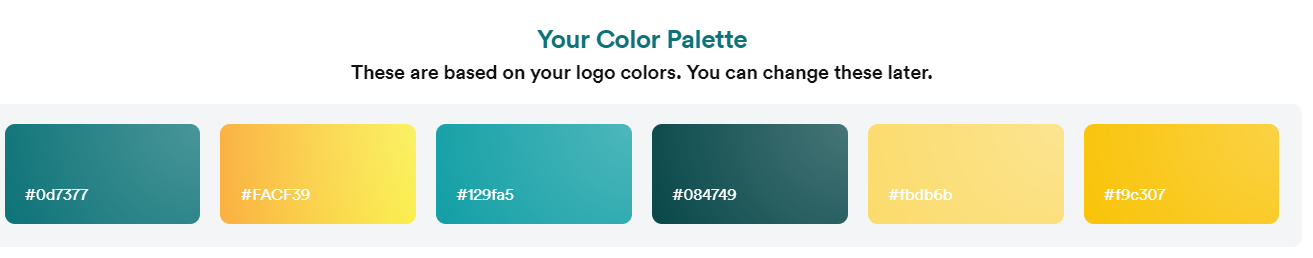 Your Color Palette
These are based on your logo colors. You can change these later.
#0d7377 #FACF39 #129fa5 #084749 #fbdb6b #f9c307